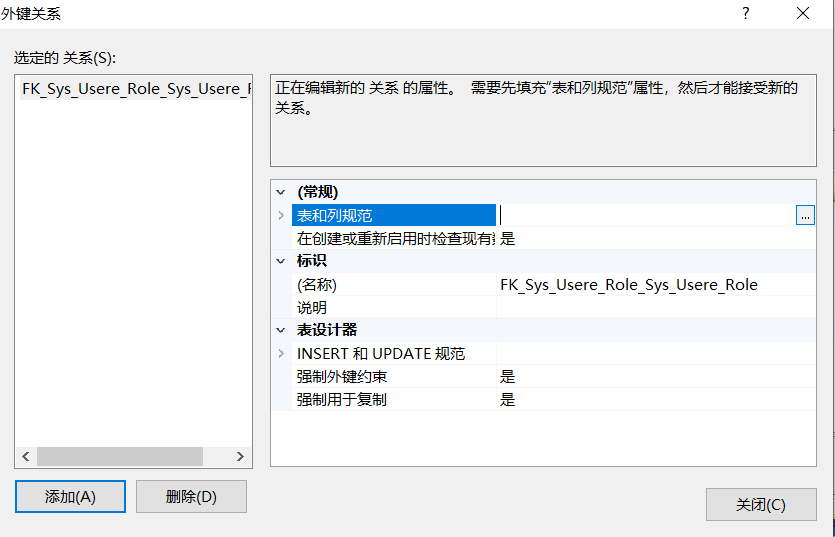 外键关系
选定的 关系(S):
FK_Sys_Usere_Role_Sys_Usere_
正在编辑新的 关系 的属性。 需要先填充"表和列规范"属性，然后才能接受新的
关系。
(常规)
表和列规范 ...
在创建或重新启用时检查现有 是
标识
(名称) FK_Sys_Usere_Role_Sys_Usere_Role
说明
表设计器
INSERT 和 UPDATE 规范
强制外键约束 是
强制用于复制 是
添加(A) 删除(D)
关闭(C)